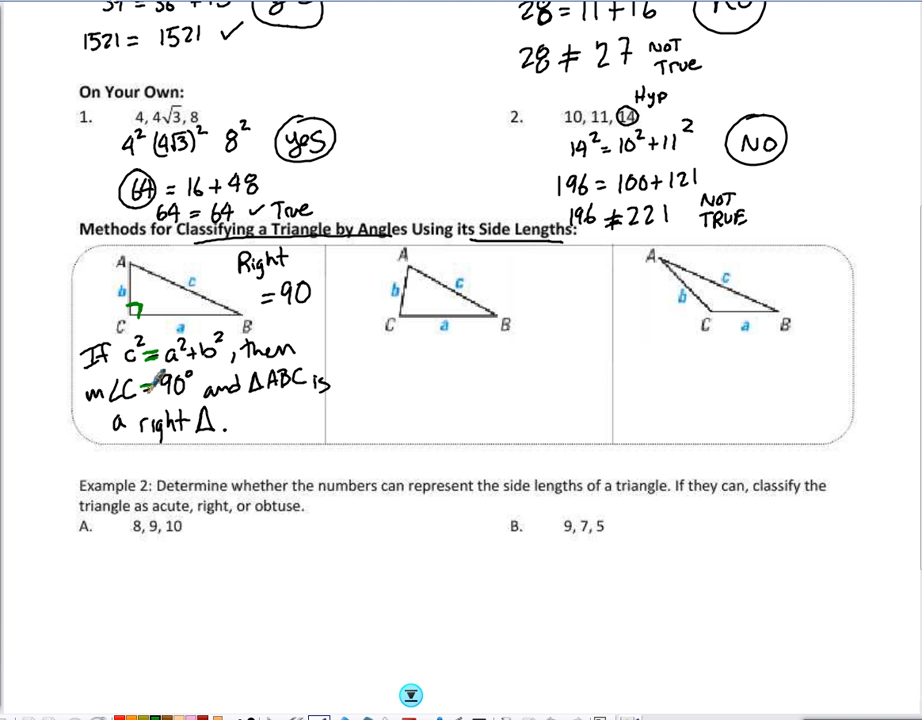 28 = 11 + 16
1521 = 1521 ✓
28 ≠ 27 NOT True
On Your Own:
1. 4, 4√3, 8
4² (4√3)² 8² yes
64 = 16 + 48
64 = 64 ✓ True
Hyp
2. 10, 11, 14
14² = 10² + 11² NO
196 = 100 + 121
196 ≠ 221 NOT TRUE
Methods for Classifying a Triangle by Angles Using its Side Lengths:
A
b
c
C
a
B
Right
= 90
If c² = a² + b², then
m∠C = 90° and △ABC is
a right △.
A
b
c
C
a
B
A
b
c
C
a
B
Example 2: Determine whether the numbers can represent the side lengths of a triangle. If they can, classify the
triangle as acute, right, or obtuse.
A. 8, 9, 10
B. 9, 7, 5